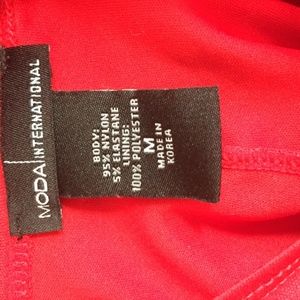 MODA INTERNATIONAL
BODY:
95% NYLON
5% ELASTANE
LINING:
100% POLYESTER
M
MADE IN
KOREA